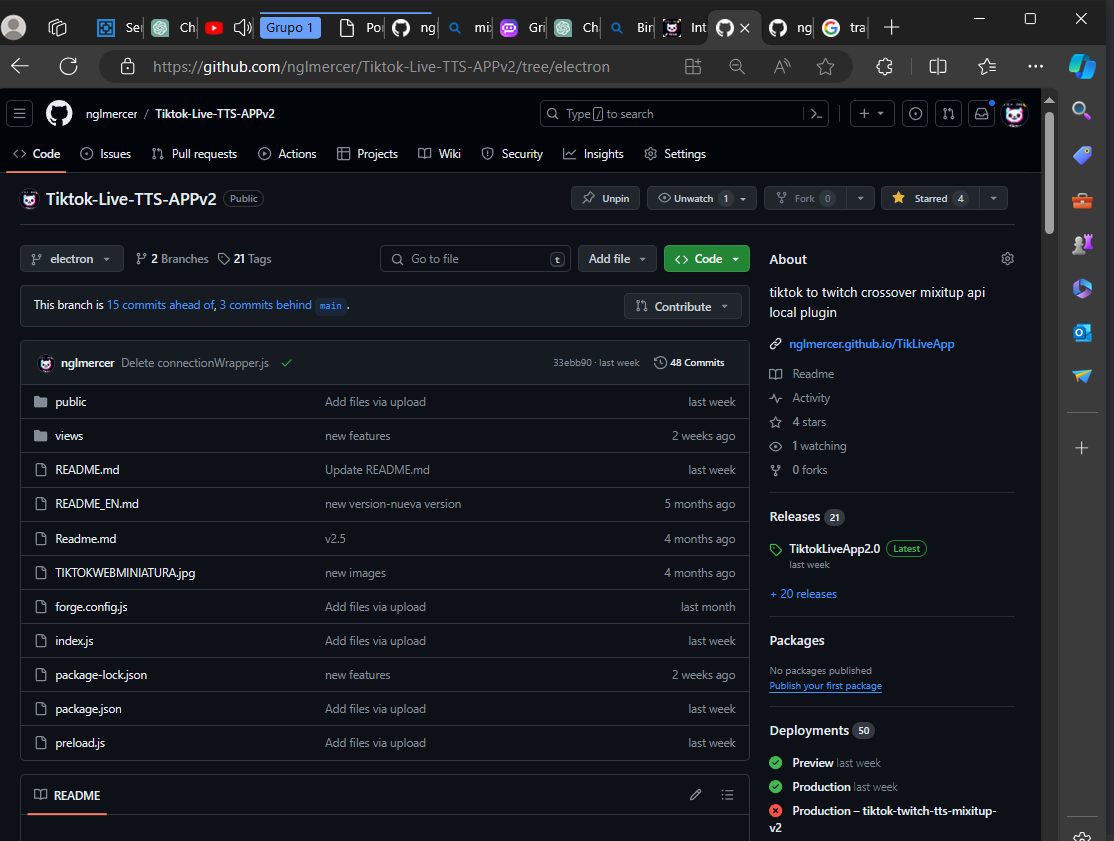 Se
Ch
Grupo 1
Po
ng
mi
Gri
Ch
Bir
Int
ng
tra
https://github.com/nglmercer/Tiktok-Live-TTS-APPv2/tree/electron
nglmercer / Tiktok-Live-TTS-APPv2
Type / to search
Code Issues Pull requests Actions Projects Wiki Security Insights Settings
Tiktok-Live-TTS-APPv2 Public
Unpin Unwatch 1 Fork 0 Starred 4
electron 2 Branches 21 Tags
Go to file t Add file Code
This branch is 15 commits ahead of, 3 commits behind main .
Contribute
nglmercer Delete connectionWrapper.js 33ebb90 · last week 48 Commits
public Add files via upload last week
views new features 2 weeks ago
README.md Update README.md last week
README_EN.md new version-nueva version 5 months ago
Readme.md v2.5 4 months ago
TIKTOKWEBMINIATURA.jpg new images 4 months ago
forge.config.js Add files via upload last month
index.js Add files via upload last week
package-lock.json new features 2 weeks ago
package.json Add files via upload last week
preload.js Add files via upload last week
README
About
tiktok to twitch crossover mixitup api
local plugin
nglmercer.github.io/TikLiveApp
Readme
Activity
4 stars
1 watching
0 forks
Releases 21
TiktokLiveApp2.0 Latest
last week
+ 20 releases
Packages
No packages published
Publish your first package
Deployments 50
Preview last week
Production last week
Production – tiktok-twitch-tts-mixitup-
v2